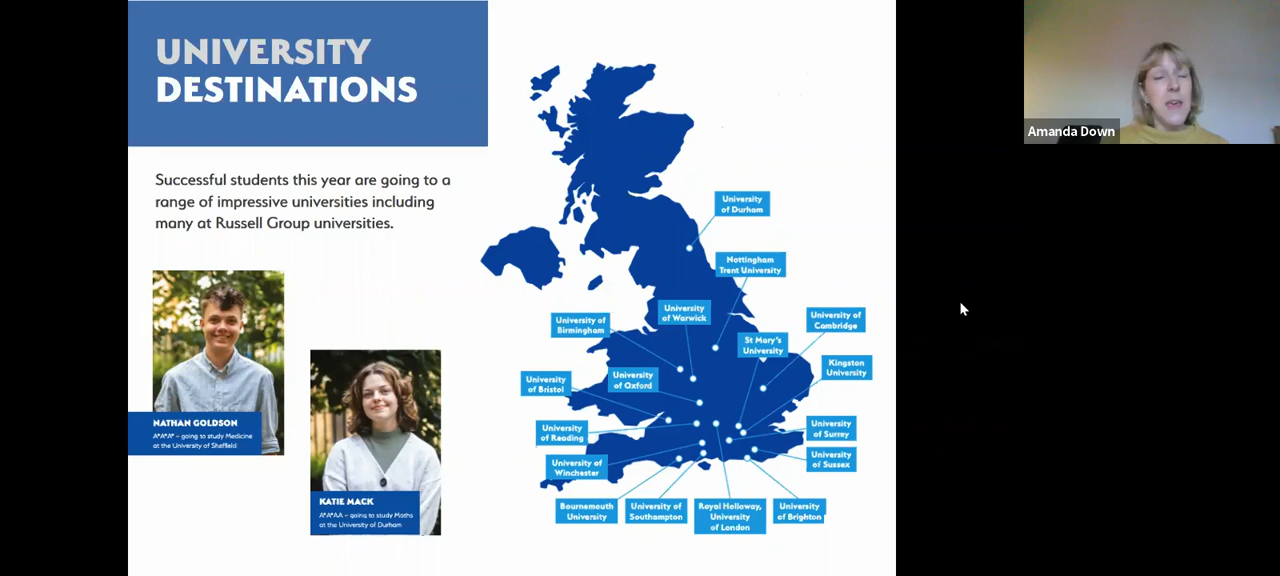 UNIVERSITY
DESTINATIONS
Successful students this year are going to a
range of impressive universities including
many at Russell Group universities.
NATHAN GOLDSON
A*A*A* – going to study Medicine
at the University of Sheffield
KATIE MACK
A*A*AA – going to study Maths
at the University of Durham
University
of Durham
Nottingham
Trent University
University
of Warwick
University of
Birmingham
University of
Cambridge
St Mary's
University
Kingston
University
University
of Oxford
University
of Bristol
University
of Reading
University
of Surrey
University
of Sussex
University of
Winchester
Bournemouth
University
University of
Southampton
Royal Holloway,
University
of London
University
of Brighton
Amanda Down